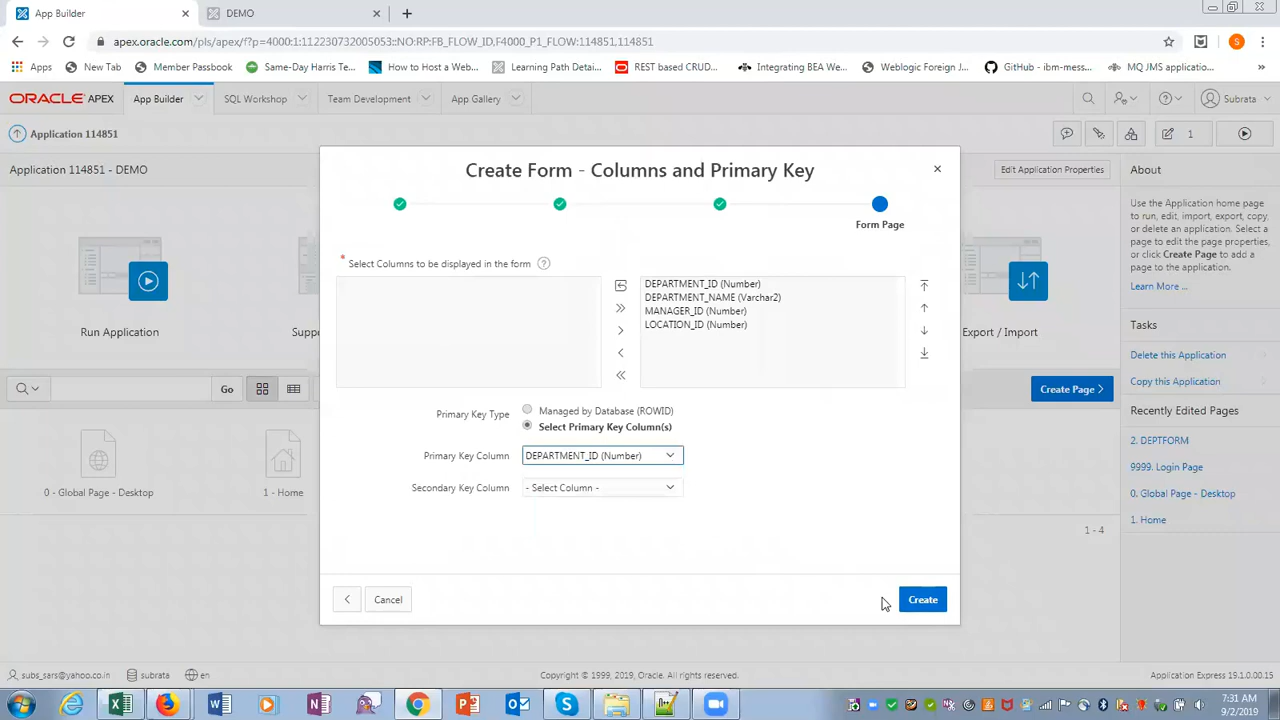 App Builder
DEMO
apex.oracle.com/pls/apex/f?p=4000:1:112230732005053::NO:RP:FB_FLOW_ID,F4000_P1_FLOW:114851,114851
S
Apps
New Tab
Member Passbook
Same-Day Harris Te...
How to Host a Web...
Learning Path Detai...
REST based CRUD...
Integrating BEA We...
Weblogic Foreign J...
GitHub - ibm-mess...
MQ JMS applicatio...
ORACLE APEX
App Builder
SQL Workshop
Team Development
App Gallery
Subrata
Application 114851
1
Application 114851 - DEMO
Edit Application Properties
About
Use the Application home page
to run, edit, import, export, copy,
or delete an application. Select a
page to edit the page properties,
or click Create Page to add a
page to the application.
Learn More ...
Create Form - Columns and Primary Key
Form Page
* Select Columns to be displayed in the form
DEPARTMENT_ID (Number)
DEPARTMENT_NAME (Varchar2)
MANAGER_ID (Number)
LOCATION_ID (Number)
Primary Key Type
Managed by Database (ROWID)
Select Primary Key Column(s)
Primary Key Column
DEPARTMENT_ID (Number)
Secondary Key Column
- Select Column -
Cancel
Create
Run Application
Suppo
Export / Import
Go
Create Page >
0 - Global Page - Desktop
1 - Home
1 - 4
Tasks
Delete this Application
Copy this Application
Recently Edited Pages
2. DEPTFORM
9999. Login Page
0. Global Page - Desktop
1. Home
subs_sars@yahoo.co.in
subrata
en
Copyright © 1999, 2019, Oracle. All rights reserved.
Application Express 19.1.0.00.15
7:31 AM
9/2/2019